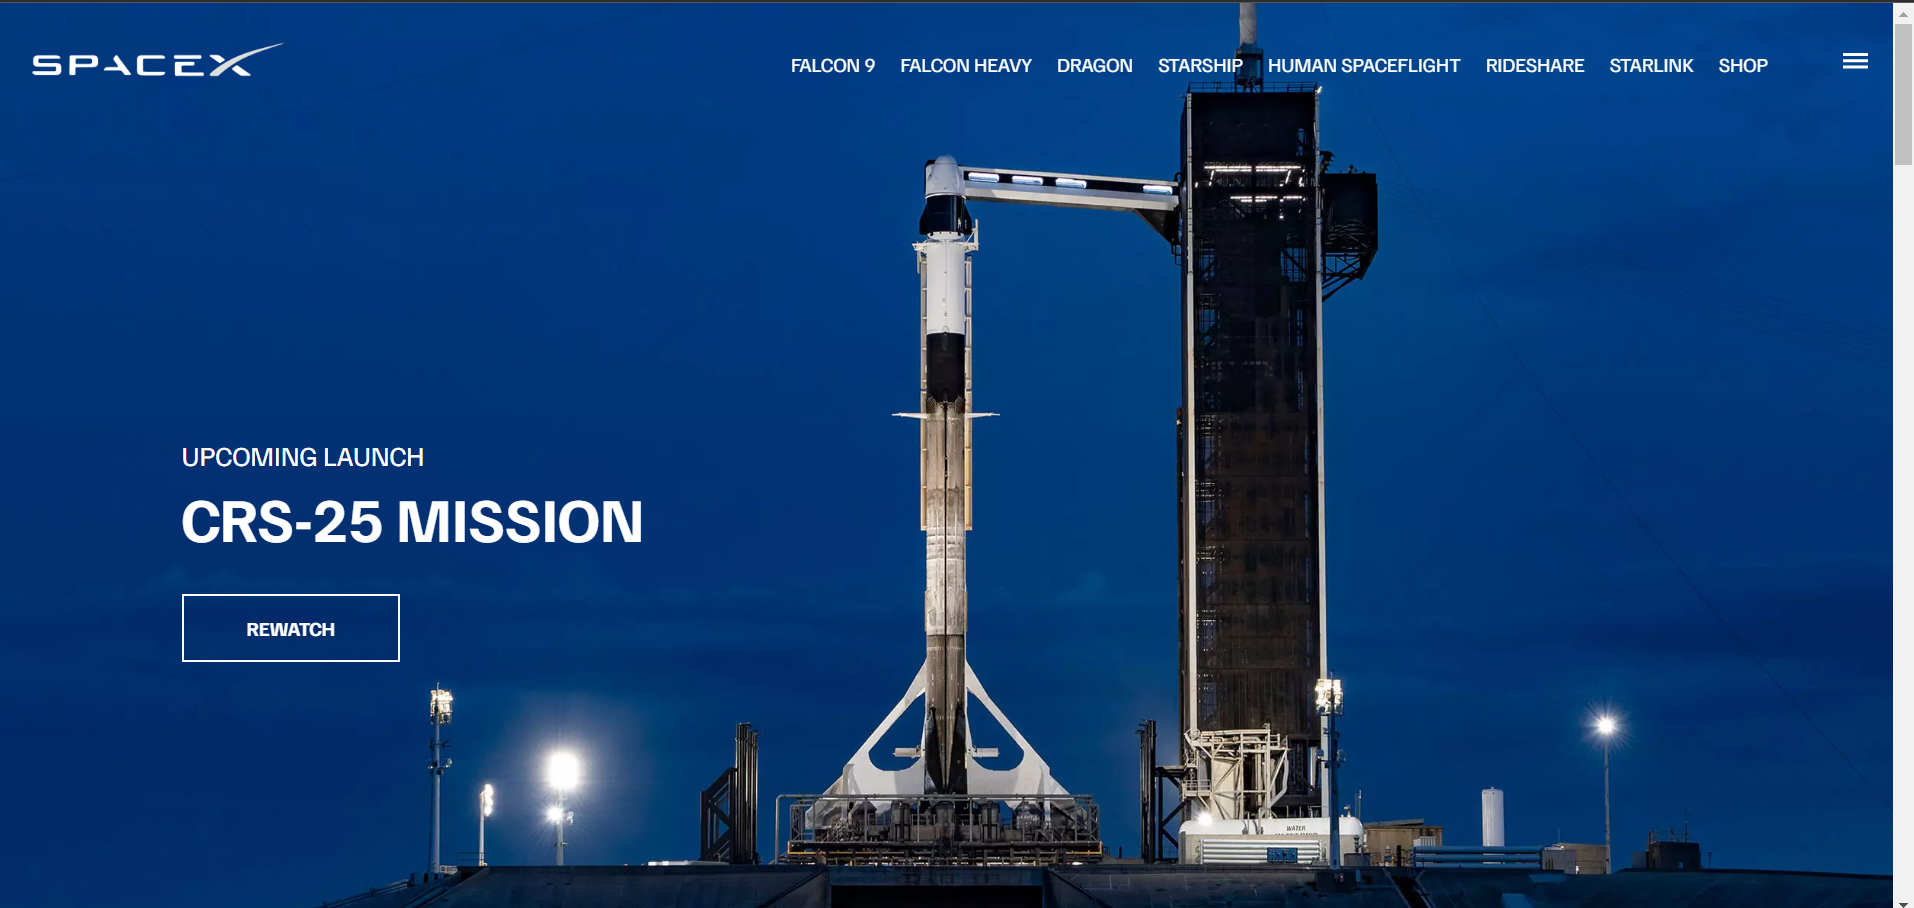 SPACEX
FALCON 9 FALCON HEAVY DRAGON STARSHIP HUMAN SPACEFLIGHT RIDESHARE STARLINK SHOP
UPCOMING LAUNCH
CRS-25 MISSION
REWATCH
WATER